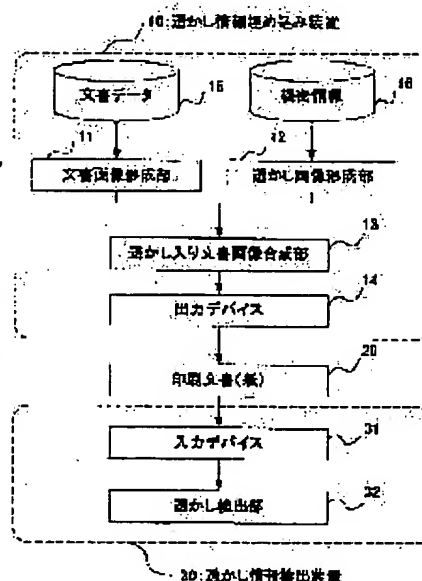 10:透かし情報埋め込み装置
文書データ
15
機密情報
16
11
文書画像形成部
12
透かし画像形成部
透かし入り文書画像合成部
13
出力デバイス
14
印刷文書(紙)
20
入力デバイス
31
透かし検出部
32
30:透かし情報検出装置